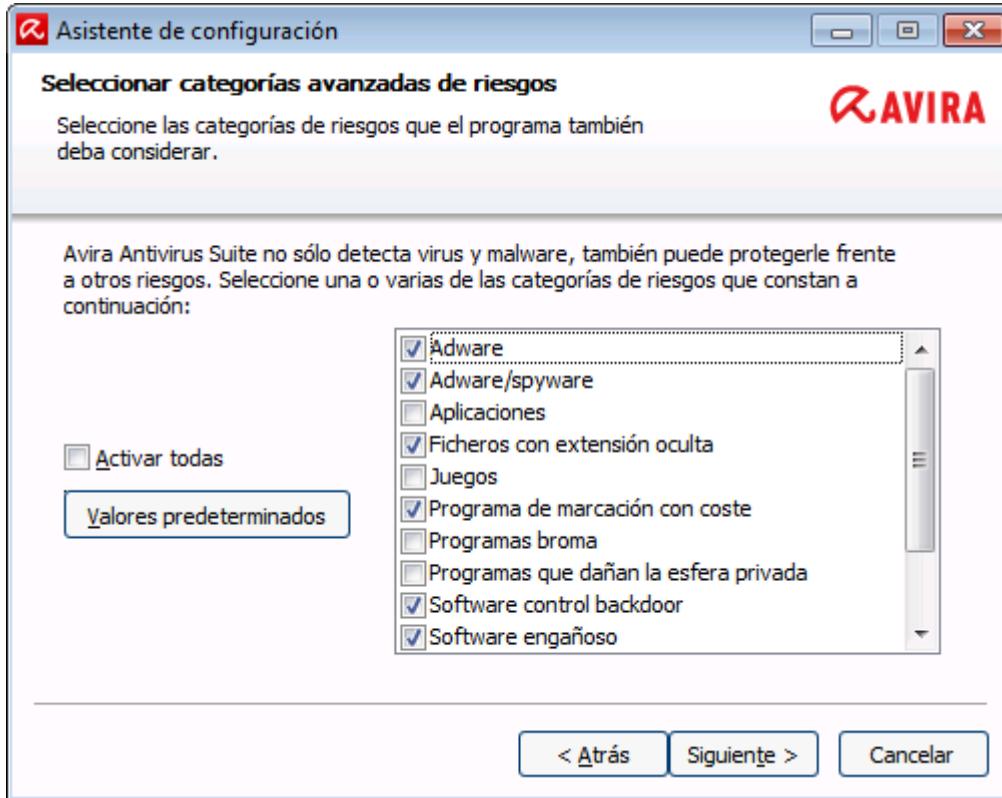 Asistente de configuración
Seleccionar categorías avanzadas de riesgos
Seleccione las categorías de riesgos que el programa también
deba considerar.
AVIRA
Avira Antivirus Suite no sólo detecta virus y malware, también puede protegerle frente
a otros riesgos. Seleccione una o varias de las categorías de riesgos que constan a
continuación:
Activar todas
Valores predeterminados
Adware
Adware/spyware
Aplicaciones
Ficheros con extensión oculta
Juegos
Programa de marcación con coste
Programas broma
Programas que dañan la esfera privada
Software control backdoor
Software engañoso
< Atrás
Siguiente >
Cancelar